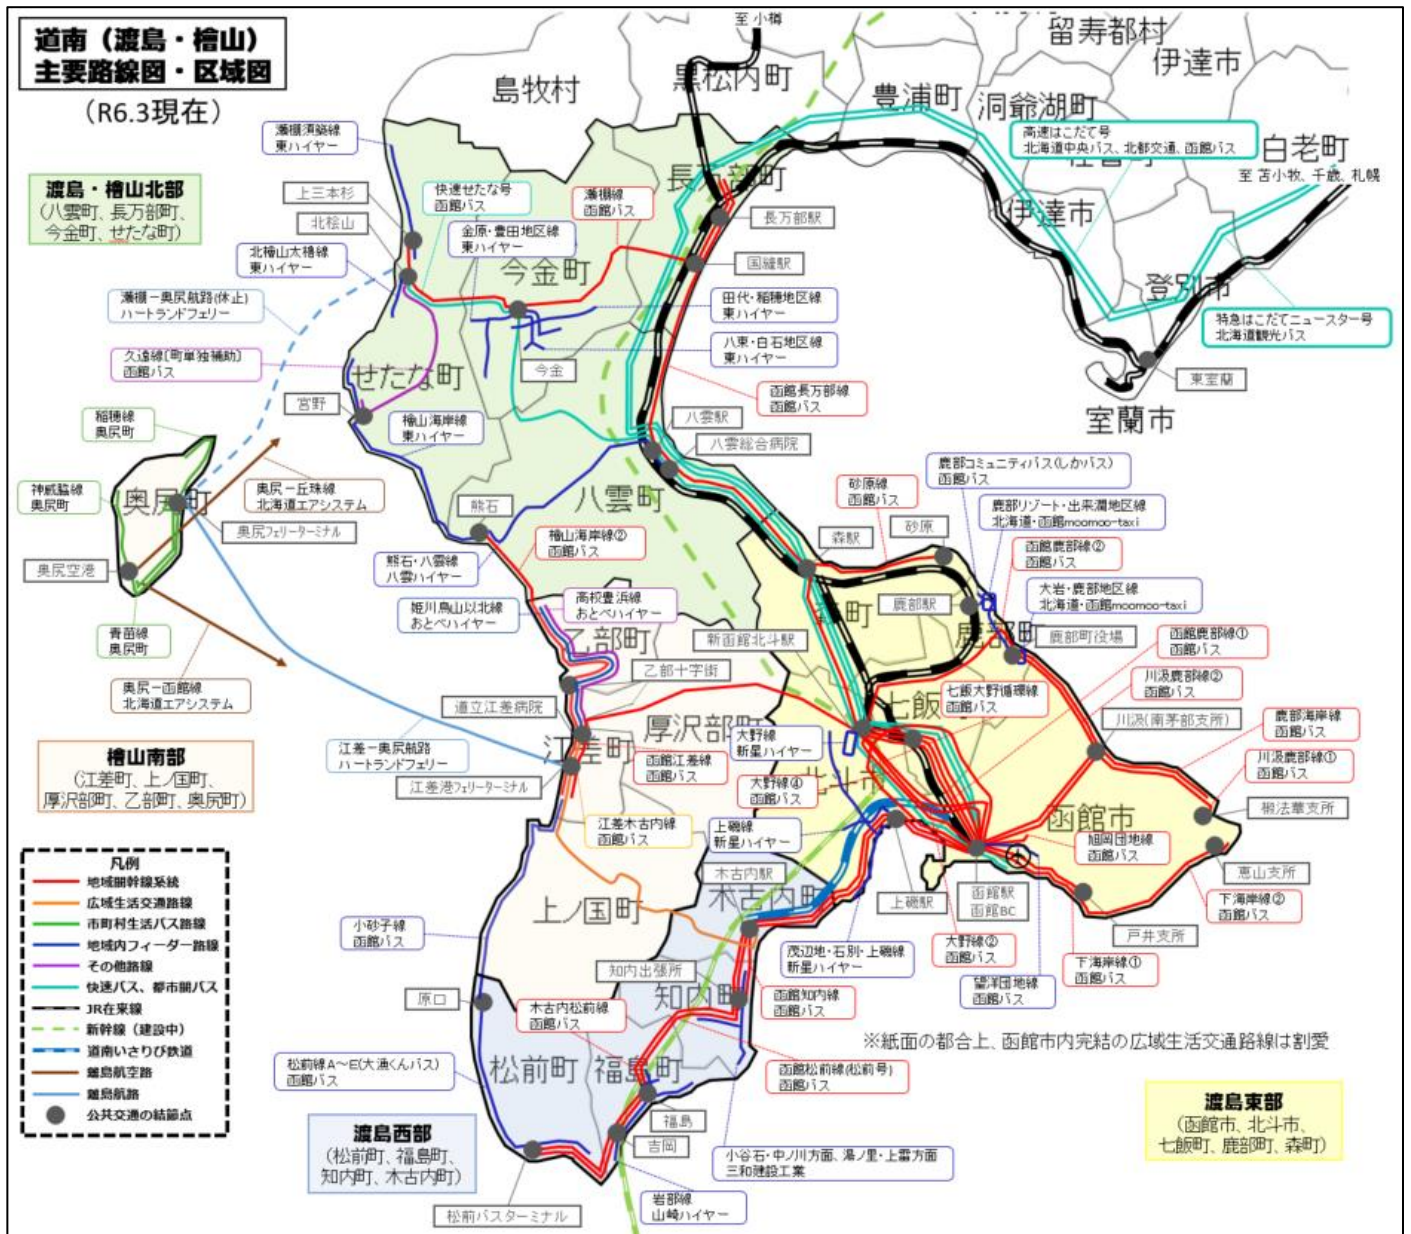 道南（渡島・檜山）
主要路線図・区域図
（R6.3現在）
至 小樽
島牧村
黒松内町
留寿都村
伊達市
豊浦町
洞爺湖町
高速はこだて号
北海道中央バス、北都交通、函館バス
白老町
至 苫小牧、千歳、札幌
伊達市
登別市
特急はこだてニュースター号
北海道観光バス
東室蘭
室蘭市
瀬棚須築線
東ハイヤー
渡島・檜山北部
（八雲町、長万部町、
今金町、せたな町）
上三本杉
北桧山
快速せたな号
函館バス
瀬棚線
函館バス
長万部町
長万部駅
北檜山太櫓線
東ハイヤー
金原・豊田地区線
東ハイヤー
今金町
国縫駅
瀬棚－奥尻航路(休止)
ハートランドフェリー
田代・稲穂地区線
東ハイヤー
八束・白石地区線
東ハイヤー
久遠線〔町単独補助〕
函館バス
せたな町
今金
函館長万部線
函館バス
宮野
檜山海岸線
東ハイヤー
八雲駅
八雲総合病院
稲穂線
奥尻町
神威脇線
奥尻町
奥尻町
奥尻－丘珠線
北海道エアシステム
奥尻フェリーターミナル
奥尻空港
青苗線
奥尻町
奥尻－函館線
北海道エアシステム
熊石
八雲町
熊石・八雲線
八雲ハイヤー
檜山海岸線②
函館バス
砂原線
函館バス
鹿部コミュニティバス(しかバス)
函館バス
鹿部リゾート・出来澗地区線
北海道・函館moomoo-taxi
砂原
森駅
函館鹿部線②
函館バス
大岩・鹿部地区線
北海道・函館moomoo-taxi
鹿部駅
鹿部町
鹿部町役場
姫川鳥山以北線
おとべハイヤー
高校豊浜線
おとべハイヤー
乙部町
新函館北斗駅
乙部十字街
函館鹿部線①
函館バス
川汲鹿部線②
函館バス
七飯大野循環線
函館バス
七飯町
川汲(南茅部支所)
鹿部海岸線
函館バス
川汲鹿部線①
函館バス
道立江差病院
厚沢部町
江差町
函館江差線
函館バス
大野線
新星ハイヤー
大野線④
函館バス
北斗市
檜山南部
（江差町、上ノ国町、
厚沢部町、乙部町、奥尻町）
江差－奥尻航路
ハートランドフェリー
江差港フェリーターミナル
江差木古内線
函館バス
上磯線
新星ハイヤー
函館市
椴法華支所
旭岡団地線
函館バス
恵山支所
木古内駅
木古内町
上磯駅
函館駅
函館BC
下海岸線②
函館バス
戸井支所
上ノ国町
小砂子線
函館バス
茂辺地・石別・上磯線
新星ハイヤー
大野線②
函館バス
下海岸線①
函館バス
望洋団地線
函館バス
知内出張所
知内町
函館知内線
函館バス
原口
木古内松前線
函館バス
※紙面の都合上、函館市内完結の広域生活交通路線は割愛
松前線A～E(大漁くんバス)
函館バス
松前町
福島町
函館松前線(松前号)
函館バス
渡島東部
（函館市、北斗市、
七飯町、鹿部町、森町）
渡島西部
（松前町、福島町、
知内町、木古内町）
福島
吉岡
小谷石・中ノ川方面、湯ノ里・上雷方面
三和建設工業
岩部線
山崎ハイヤー
松前バスターミナル
凡例
地域間幹線系統
広域生活交通路線
市町村生活バス路線
地域内フィーダー路線
その他路線
快速バス、都市間バス
JR在来線
新幹線（建設中）
道南いさりび鉄道
離島航空路
離島航路
公共交通の結節点